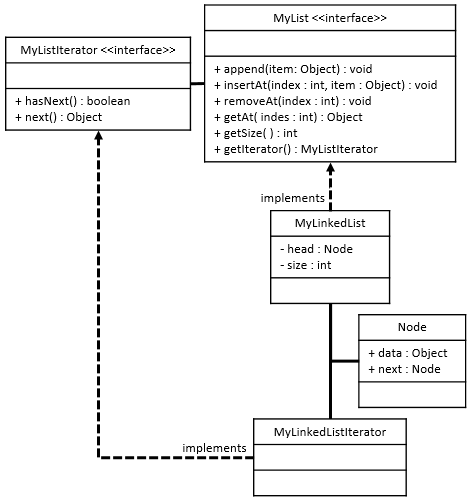 MyList <<interface>>
+ append(item: Object) : void
+ insertAt(index : int, item : Object) : void
+ removeAt(index : int) : void
+ getAt( indes : int) : Object
+ getSize( ) : int
+ getIterator() : MyListIterator
MyListIterator <<interface>>
+ hasNext() : boolean
+ next() : Object
implements
MyLinkedList
- head : Node
- size : int
Node
+ data : Object
+ next : Node
MyLinkedListIterator
implements